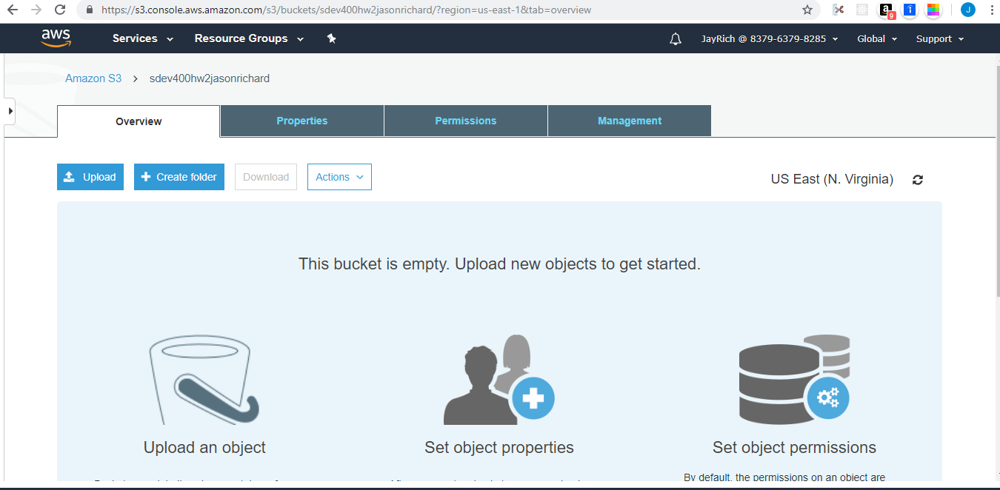 https://s3.console.aws.amazon.com/s3/buckets/sdev400hw2jasonrichard/?region=us-east-1&tab=overview
a 9 i J
aws Services Resource Groups JayRich @ 8379-6379-8285 Global Support
Amazon S3 > sdev400hw2jasonrichard
Overview Properties Permissions Management
Upload Create folder Download Actions
US East (N. Virginia)
This bucket is empty. Upload new objects to get started.
Upload an object Set object properties Set object permissions
By default, the permissions on an object are